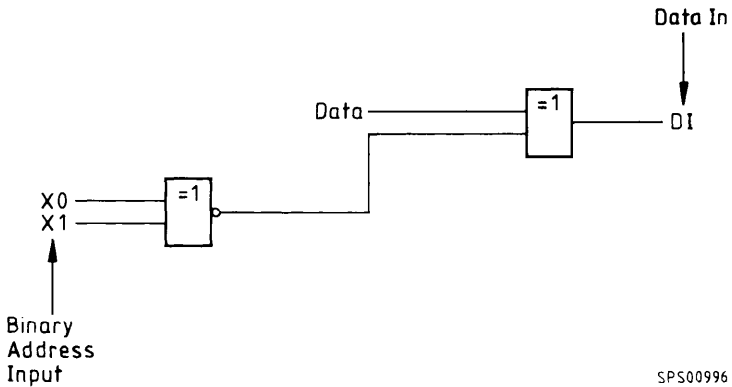 Data In
Data
=1
DI
=1
X0
X1
Binary
Address
Input
SPS00996